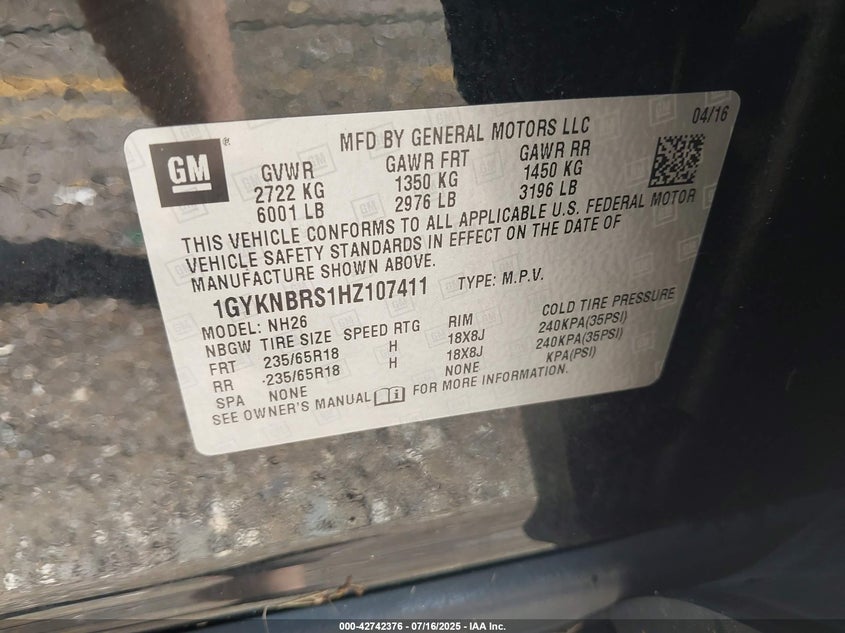 04/16
MFD BY GENERAL MOTORS LLC
GM®
GVWR GAWR FRT GAWR RR
2722 KG 1350 KG 1450 KG
6001 LB 2976 LB 3196 LB
THIS VEHICLE CONFORMS TO ALL APPLICABLE U.S. FEDERAL MOTOR
VEHICLE SAFETY STANDARDS IN EFFECT ON THE DATE OF
MANUFACTURE SHOWN ABOVE.
1GYKNBRS1HZ107411 TYPE: M.P.V.
MODEL: NH26
NBGW TIRE SIZE SPEED RTG RIM COLD TIRE PRESSURE
FRT 235/65R18 H 18X8J 240KPA(35PSI)
RR 235/65R18 H 18X8J 240KPA(35PSI)
SPA NONE NONE KPA(PSI)
SEE OWNER'S MANUAL FOR MORE INFORMATION.
000-42742376 - 07/16/2025 - IAA Inc.